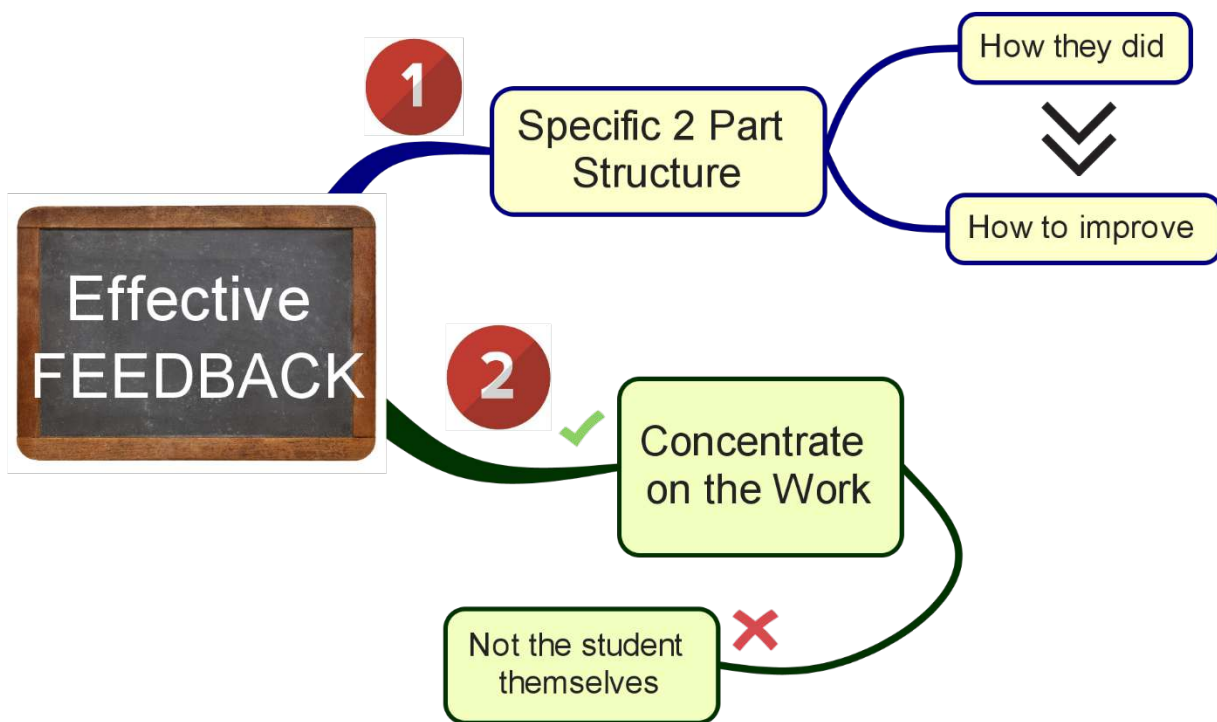 Effective
FEEDBACK
1
Specific 2 Part
Structure
How they did
How to improve
2
Concentrate
on the Work
Not the student
themselves